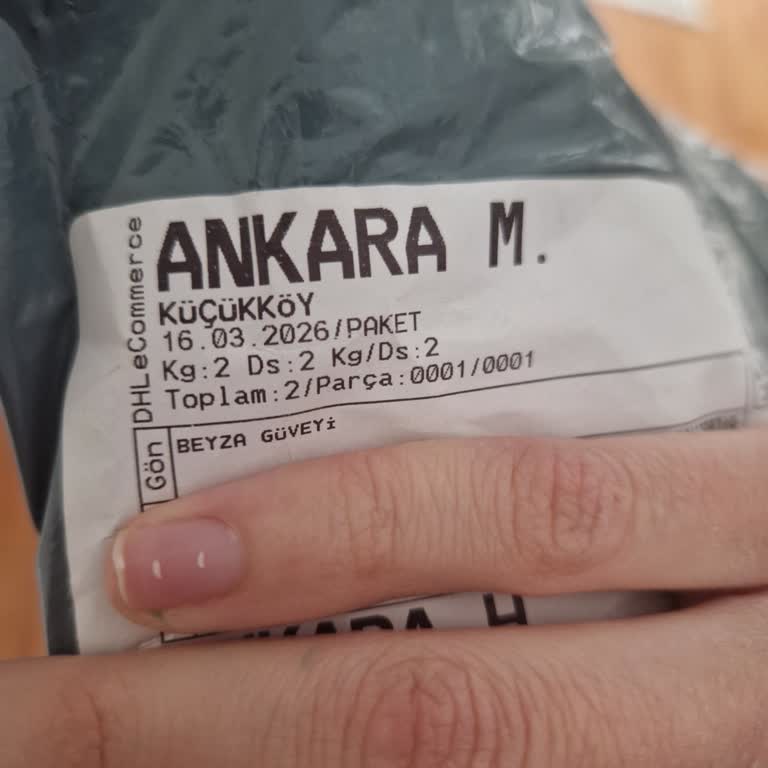 DHLeCommerce
ANKARA M.
KÜÇÜKKÖY
16.03.2026/PAKET
Kg:2 Ds:2 Kg/Ds:2
Toplam:2/Parça:0001/0001
Gön
BEYZA GÜVEYİ